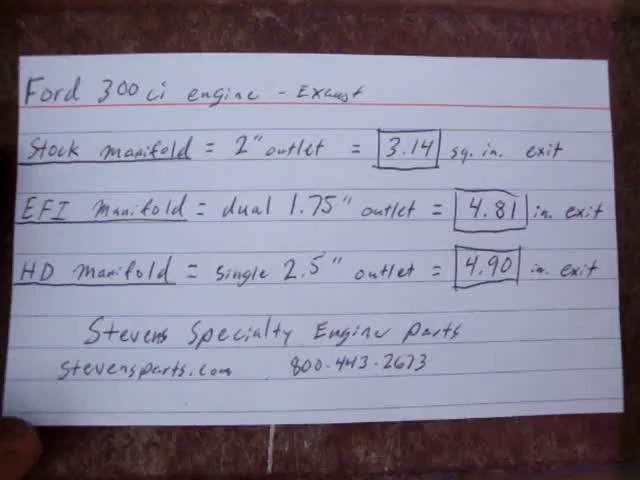 Ford 300 ci engine - Exaust
Stock manifold = 2" outlet = 3.14 sq. in. exit
EFI Manifold = dual 1.75" outlet = 4.81 in. exit
HD manifold = single 2.5" outlet = 4.90 in. exit
Stevens Specialty Engine Parts
stevensparts.com 800-443-2673